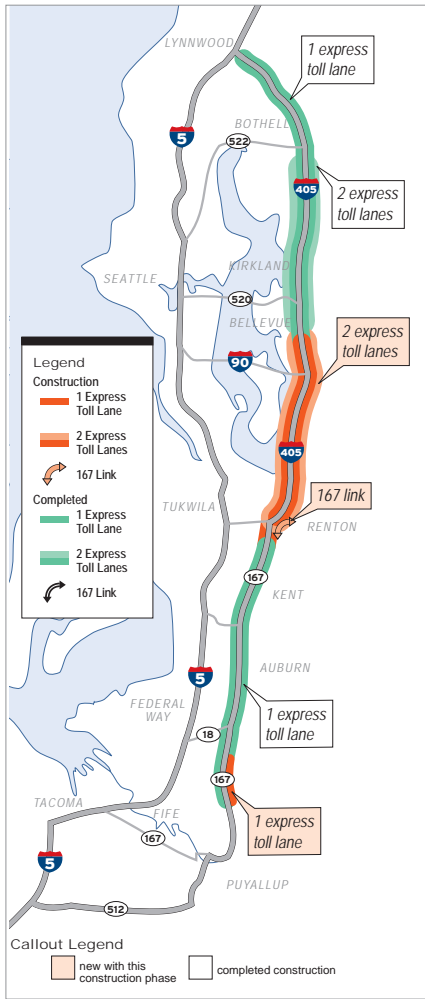 LYNNWOOD
1 express
toll lane
5
BOTHELL
522
405
2 express
toll lanes
KIRKLAND
SEATTLE
520
BELLEVUE
2 express
toll lanes
90
Legend
Construction
1 Express
Toll Lane
2 Express
Toll Lanes
167 Link
Completed
1 Express
Toll Lane
2 Express
Toll Lanes
167 Link
405
167 link
TUKWILA
RENTON
167
KENT
AUBURN
5
FEDERAL
WAY
1 express
toll lane
18
167
TACOMA
FIFE
167
1 express
toll lane
5
PUYALLUP
512
Callout Legend
new with this
construction phase
completed construction